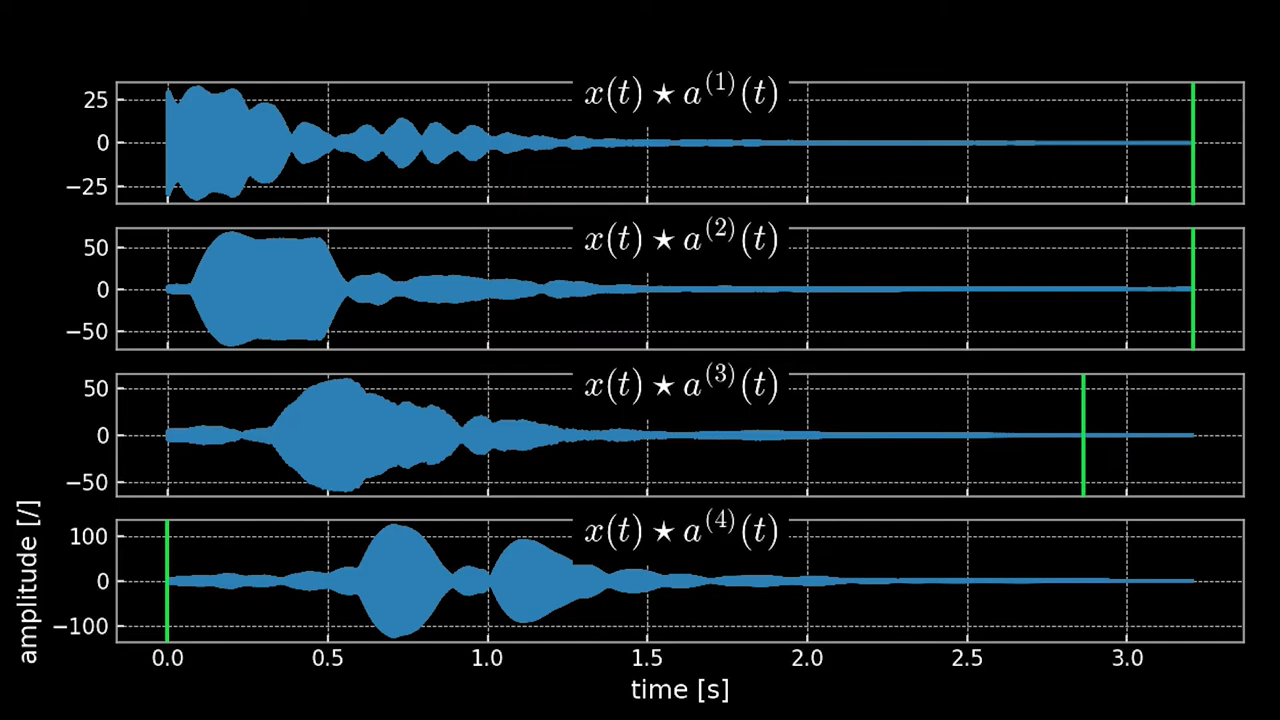 x(t) ⋆ a^(1)(t)
25
0
−25
x(t) ⋆ a^(2)(t)
50
0
−50
x(t) ⋆ a^(3)(t)
50
0
−50
x(t) ⋆ a^(4)(t)
100
0
−100
amplitude [/]
0.0 0.5 1.0 1.5 2.0 2.5 3.0
time [s]